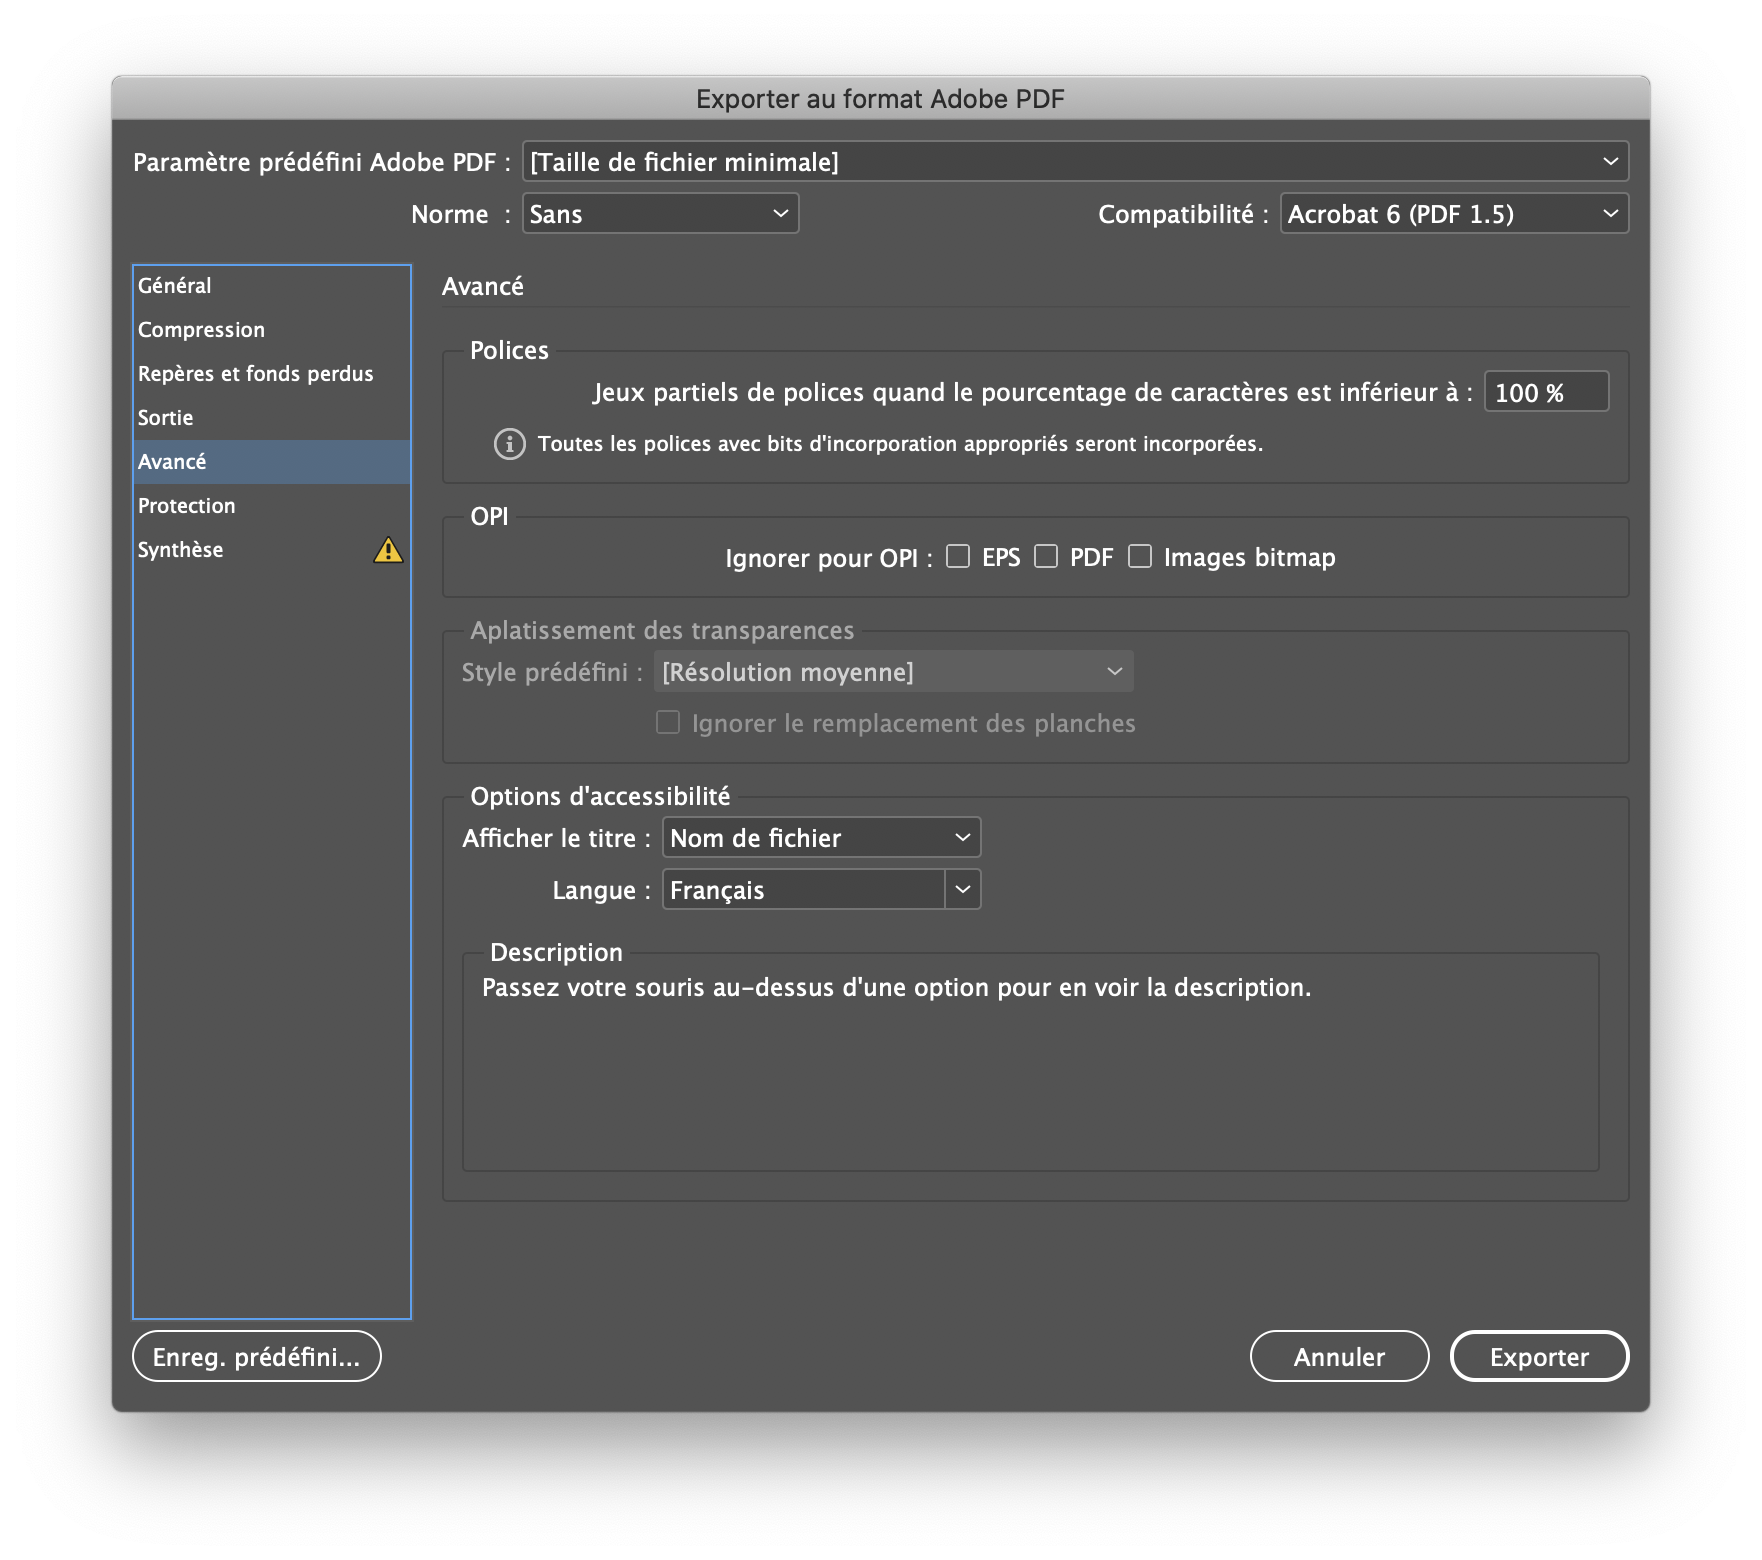 Exporter au format Adobe PDF
Paramètre prédéfini Adobe PDF : [Taille de fichier minimale]
Norme : Sans Compatibilité : Acrobat 6 (PDF 1.5)
Général
Compression
Repères et fonds perdus
Sortie
Avancé
Protection
Synthèse
Avancé
Polices
Jeux partiels de polices quand le pourcentage de caractères est inférieur à : 100 %
Toutes les polices avec bits d'incorporation appropriés seront incorporées.
OPI
Ignorer pour OPI : EPS PDF Images bitmap
Aplatissement des transparences
Style prédéfini : [Résolution moyenne]
Ignorer le remplacement des planches
Options d'accessibilité
Afficher le titre : Nom de fichier
Langue : Français
Description
Passez votre souris au-dessus d'une option pour en voir la description.
Enreg. prédéfini... Annuler Exporter